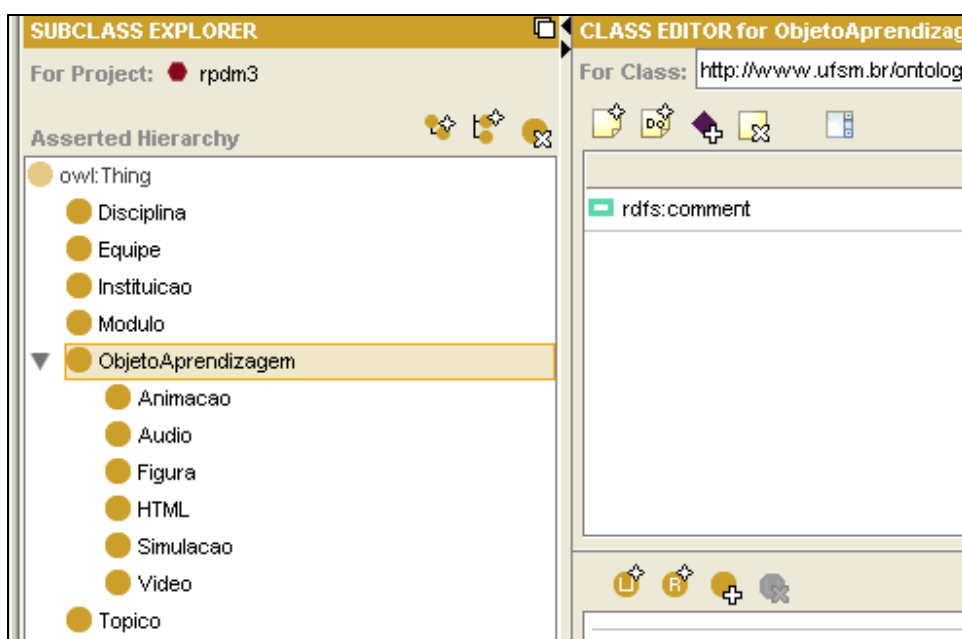 SUBCLASS EXPLORER
For Project: rpdm3
Asserted Hierarchy
owl:Thing
Disciplina
Equipe
Instituicao
Modulo
ObjetoAprendizagem
Animacao
Audio
Figura
HTML
Simulacao
Video
Topico
CLASS EDITOR for ObjetoAprendizag
For Class: http://www.ufsm.br/ontolog
rdfs:comment